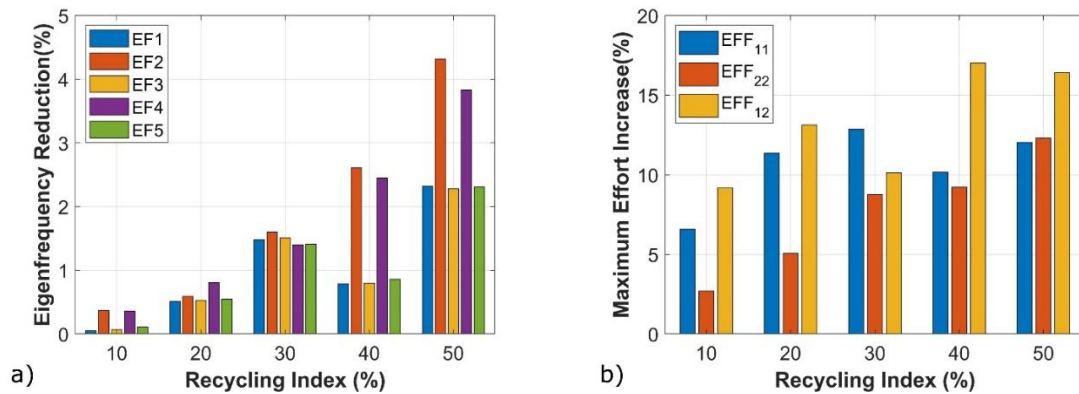 5
4
3
2
1
0
Eigenfrequency Reduction(%)
EF1
EF2
EF3
EF4
EF5
10 20 30 40 50
Recycling Index (%)
a)
20
15
10
5
0
Maximum Effort Increase(%)
EFF11
EFF22
EFF12
10 20 30 40 50
Recycling Index (%)
b)